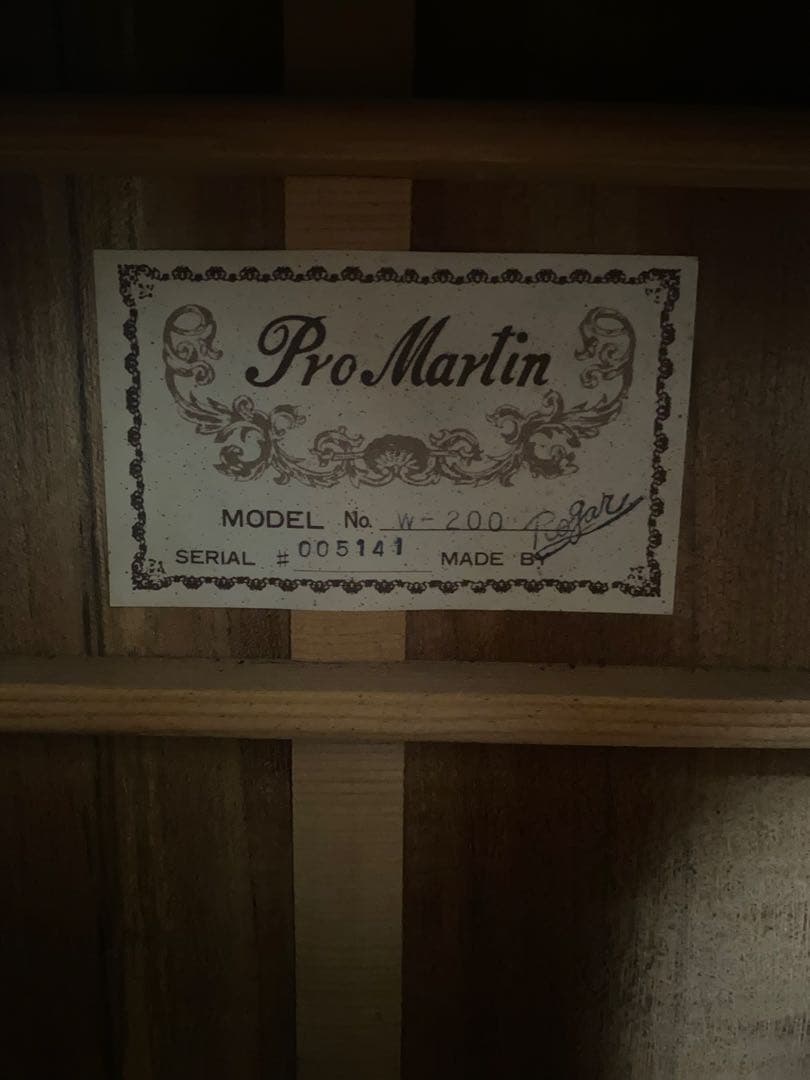 Pro Martin
MODEL No. W-200
SERIAL # 005141 MADE BY